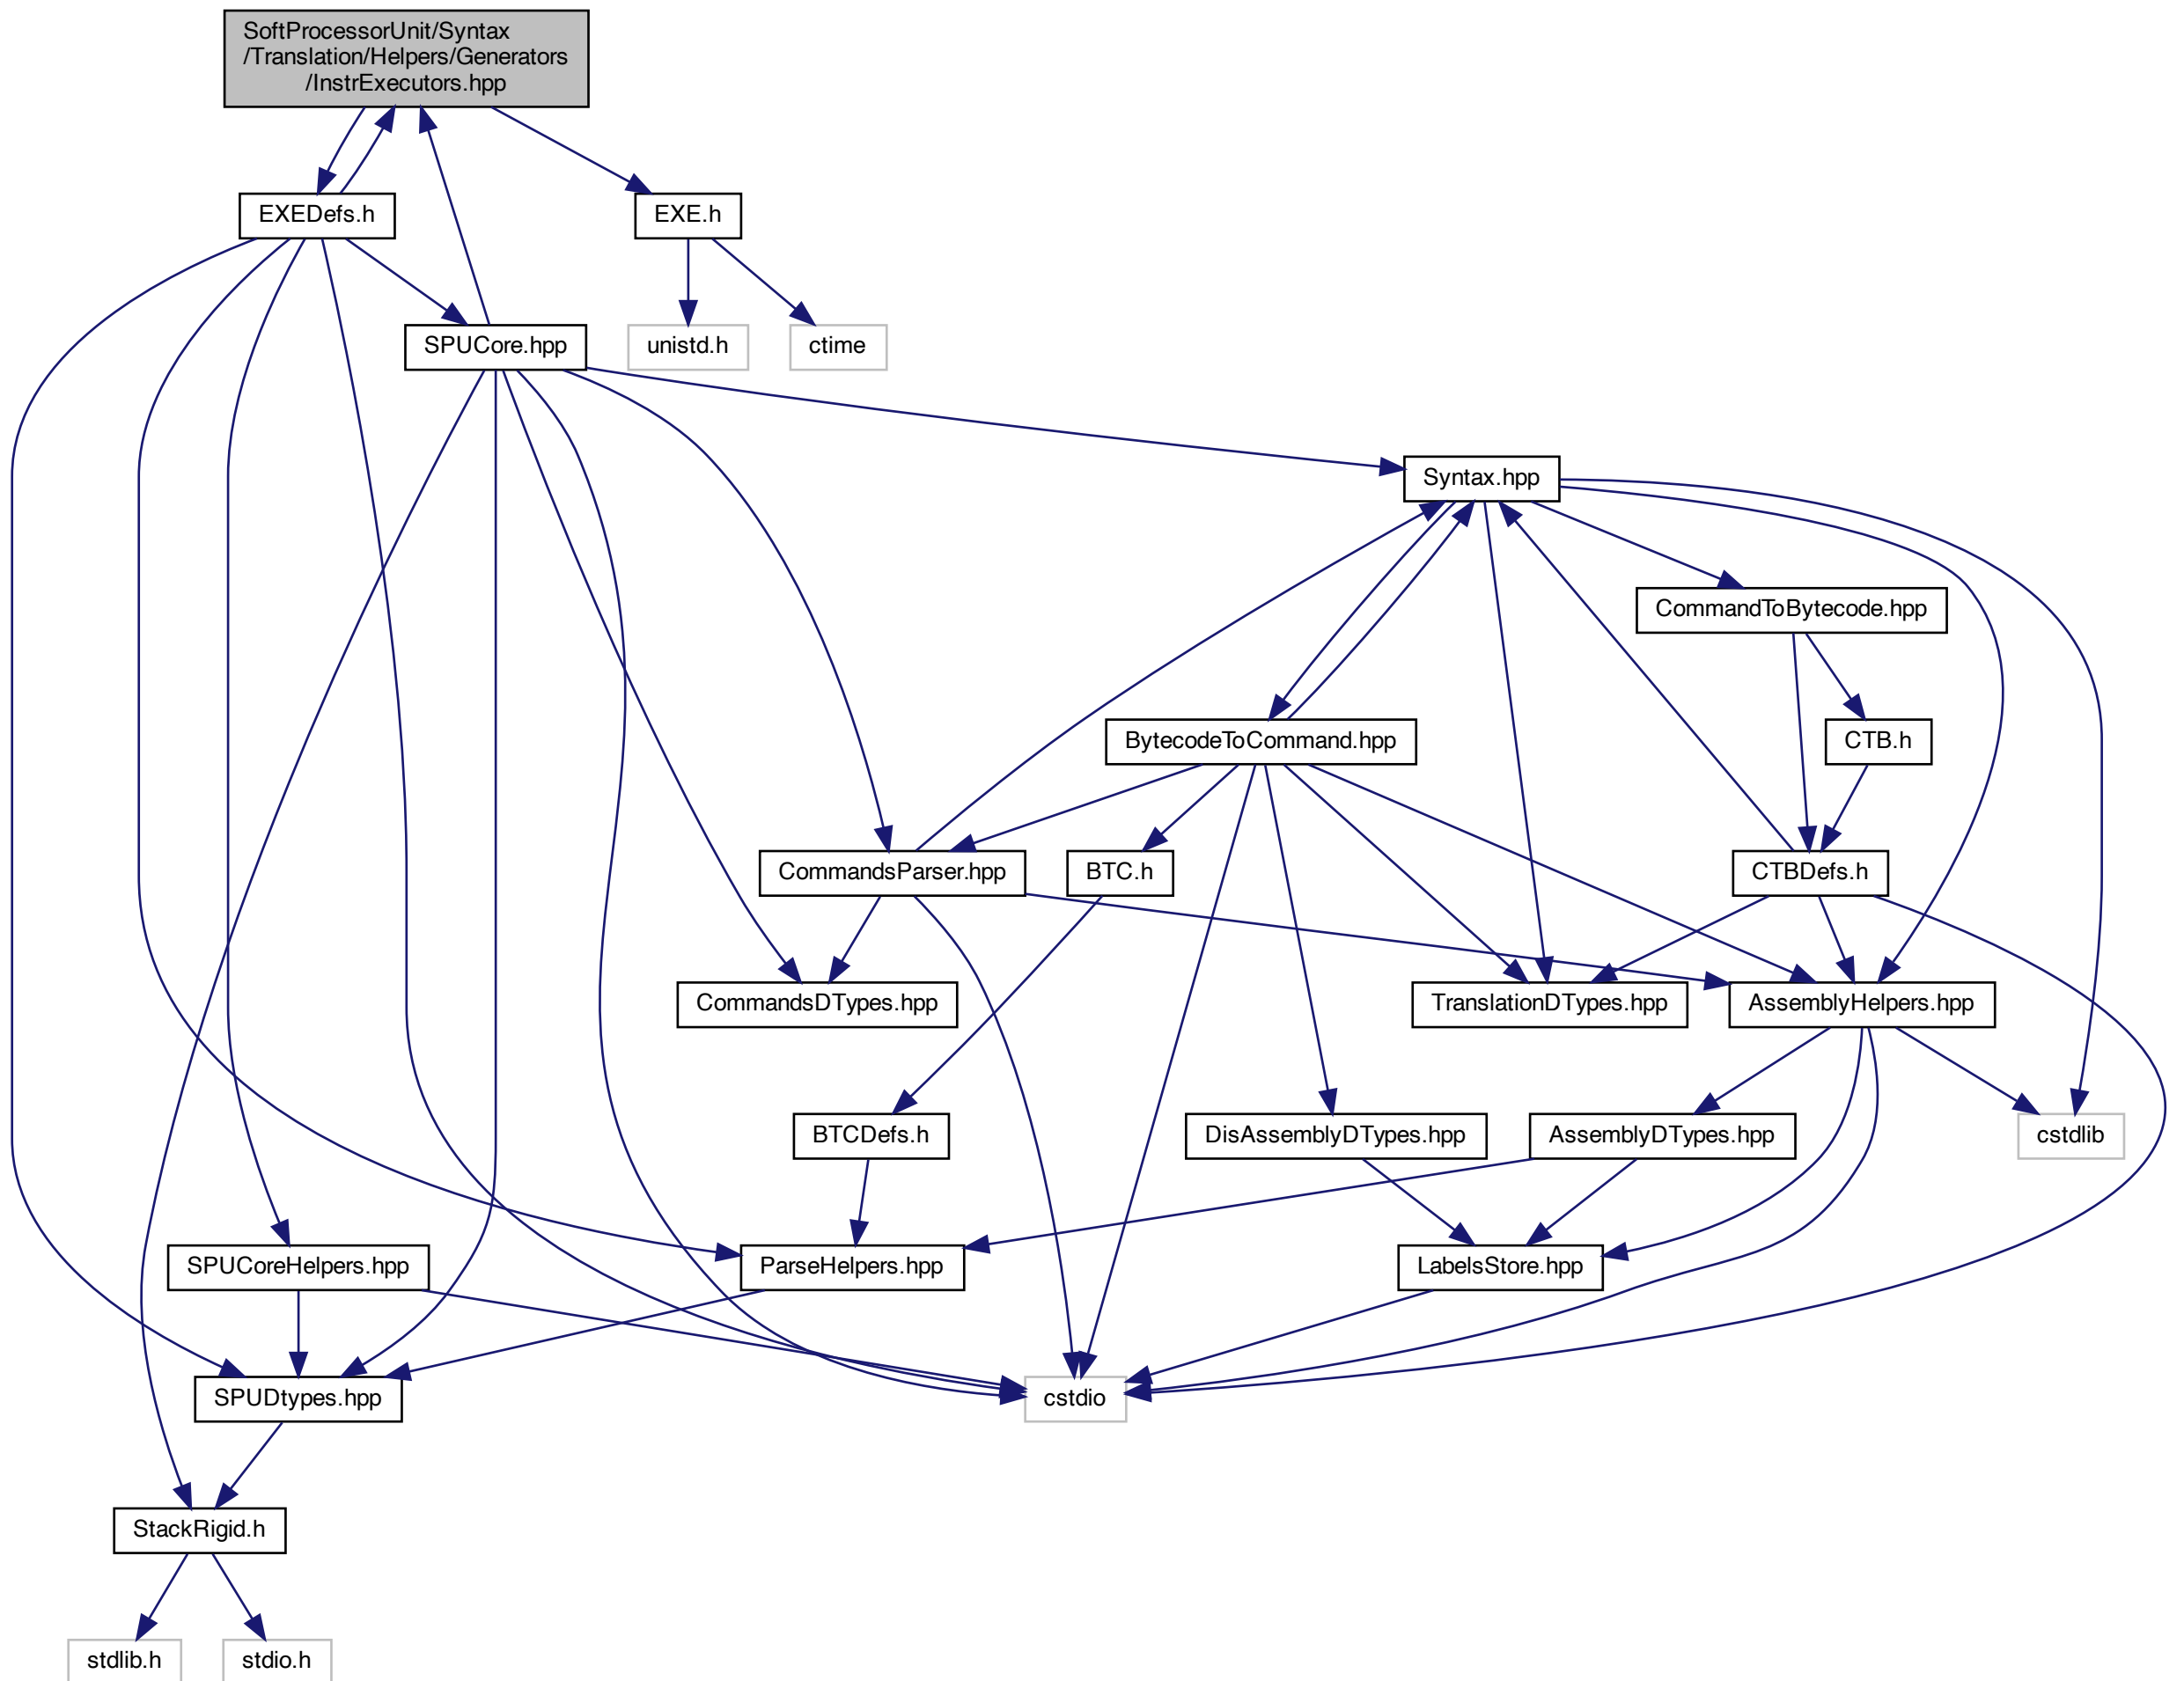 SoftProcessorUnit/Syntax
/Translation/Helpers/Generators
/InstrExecutors.hpp
EXEDefs.h
EXE.h
SPUCore.hpp
unistd.h
ctime
Syntax.hpp
CommandToBytecode.hpp
BytecodeToCommand.hpp
CTB.h
CommandsParser.hpp
BTC.h
CTBDefs.h
CommandsDTypes.hpp
TranslationDTypes.hpp
AssemblyHelpers.hpp
BTCDefs.h
DisAssemblyDTypes.hpp
AssemblyDTypes.hpp
cstdlib
SPUCoreHelpers.hpp
ParseHelpers.hpp
LabelsStore.hpp
SPUDtypes.hpp
cstdio
StackRigid.h
stdlib.h
stdio.h